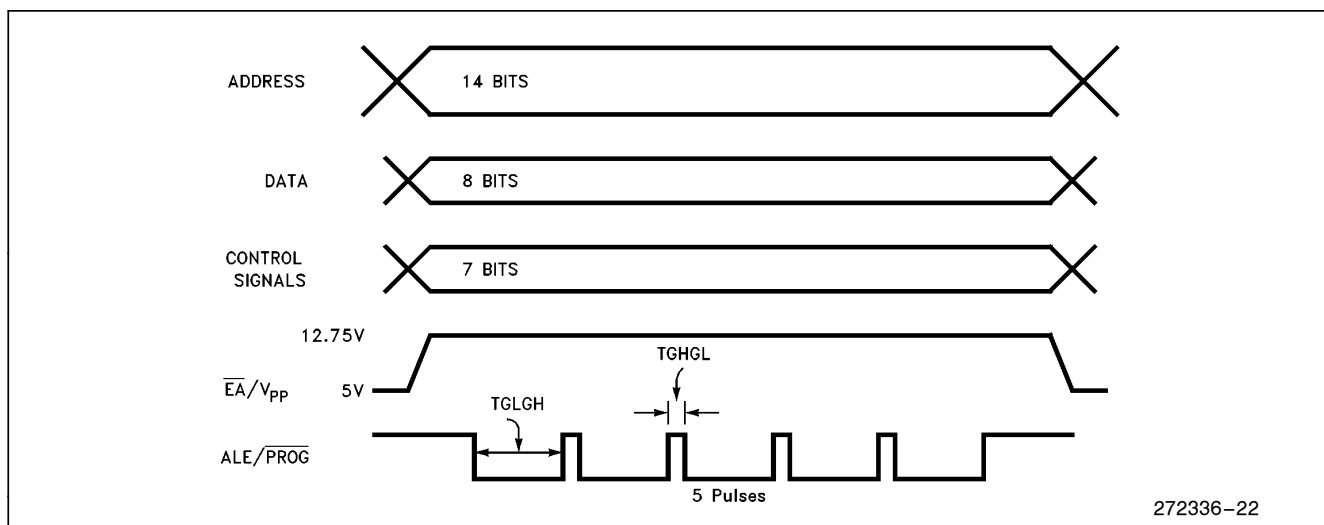 ADDRESS
14 BITS
DATA
8 BITS
CONTROL
SIGNALS
7 BITS
12.75V
EA/VPP
5V
TGHGL
TGLGH
ALE/PROG
5 Pulses
272336-22